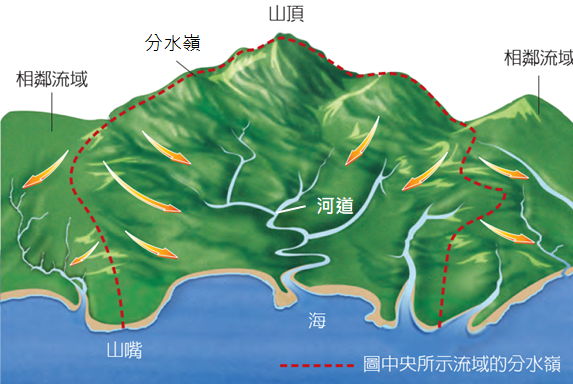 山頂
分水嶺
相鄰流域
相鄰流域
河道
海
山嘴
圖中央所示流域的分水嶺